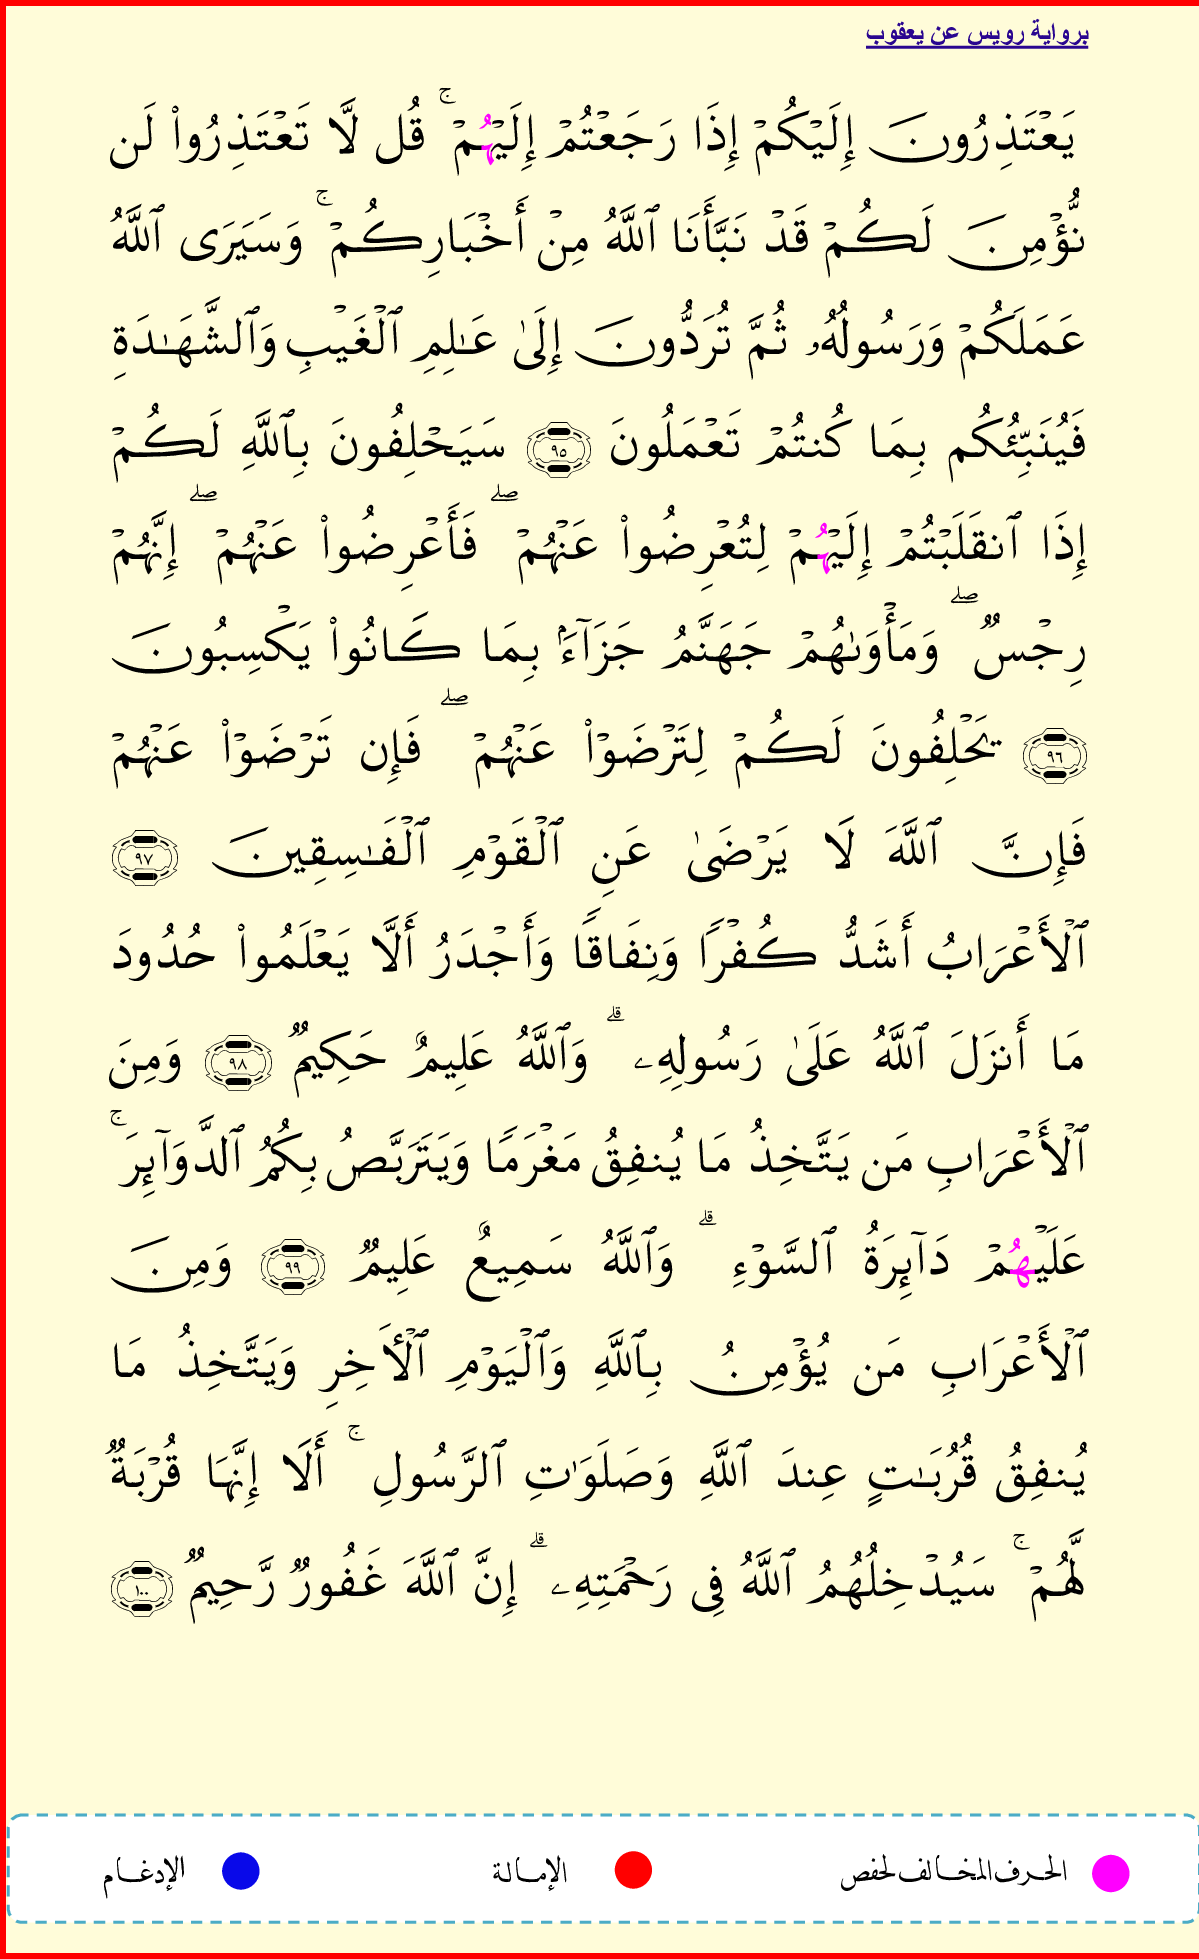 برواية رويس عن يعقوب
يَعْتَذِرُونَ إِلَيْكُمْ إِذَا رَجَعْتُمْ إِلَيْهُمْ ۚ قُل لَّا تَعْتَذِرُوا۟ لَن
نُّؤْمِنَ لَكُمْ قَدْ نَبَّأَنَا ٱللَّهُ مِنْ أَخْبَارِكُمْ ۚ وَسَيَرَى ٱللَّهُ
عَمَلَكُمْ وَرَسُولُهُۥ ثُمَّ تُرَدُّونَ إِلَىٰ عَـٰلِمِ ٱلْغَيْبِ وَٱلشَّهَـٰدَةِ
فَيُنَبِّئُكُم بِمَا كُنتُمْ تَعْمَلُونَ ٩٥ سَيَحْلِفُونَ بِٱللَّهِ لَكُمْ
إِذَا ٱنقَلَبْتُمْ إِلَيْهُمْ لِتُعْرِضُوا۟ عَنْهُمْ ۖ فَأَعْرِضُوا۟ عَنْهُمْ ۖ إِنَّهُمْ
رِجْسٌ ۖ وَمَأْوَىٰهُمْ جَهَنَّمُ جَزَآءًۢ بِمَا كَانُوا۟ يَكْسِبُونَ
٩٦ يَحْلِفُونَ لَكُمْ لِتَرْضَوْا۟ عَنْهُمْ ۖ فَإِن تَرْضَوْا۟ عَنْهُمْ
فَإِنَّ ٱللَّهَ لَا يَرْضَىٰ عَنِ ٱلْقَوْمِ ٱلْفَـٰسِقِينَ ٩٧
ٱلْأَعْرَابُ أَشَدُّ كُفْرًا وَنِفَاقًا وَأَجْدَرُ أَلَّا يَعْلَمُوا۟ حُدُودَ
مَا أَنزَلَ ٱللَّهُ عَلَىٰ رَسُولِهِۦ ۗ وَٱللَّهُ عَلِيمٌ حَكِيمٌ ٩٨ وَمِنَ
ٱلْأَعْرَابِ مَن يَتَّخِذُ مَا يُنفِقُ مَغْرَمًا وَيَتَرَبَّصُ بِكُمُ ٱلدَّوَآئِرَ ۚ
عَلَيْهُمْ دَآئِرَةُ ٱلسَّوْءِ ۗ وَٱللَّهُ سَمِيعٌ عَلِيمٌ ٩٩ وَمِنَ
ٱلْأَعْرَابِ مَن يُؤْمِنُ بِٱللَّهِ وَٱلْيَوْمِ ٱلْـَٔاخِرِ وَيَتَّخِذُ مَا
يُنفِقُ قُرُبَـٰتٍ عِندَ ٱللَّهِ وَصَلَوَٰتِ ٱلرَّسُولِ ۚ أَلَا إِنَّهَا قُرْبَةٌ
لَّهُمْ ۚ سَيُدْخِلُهُمُ ٱللَّهُ فِى رَحْمَتِهِۦ ۗ إِنَّ ٱللَّهَ غَفُورٌ رَّحِيمٌ ١٠٠
الحرف المخالف لحفص الإمالة الإدغام